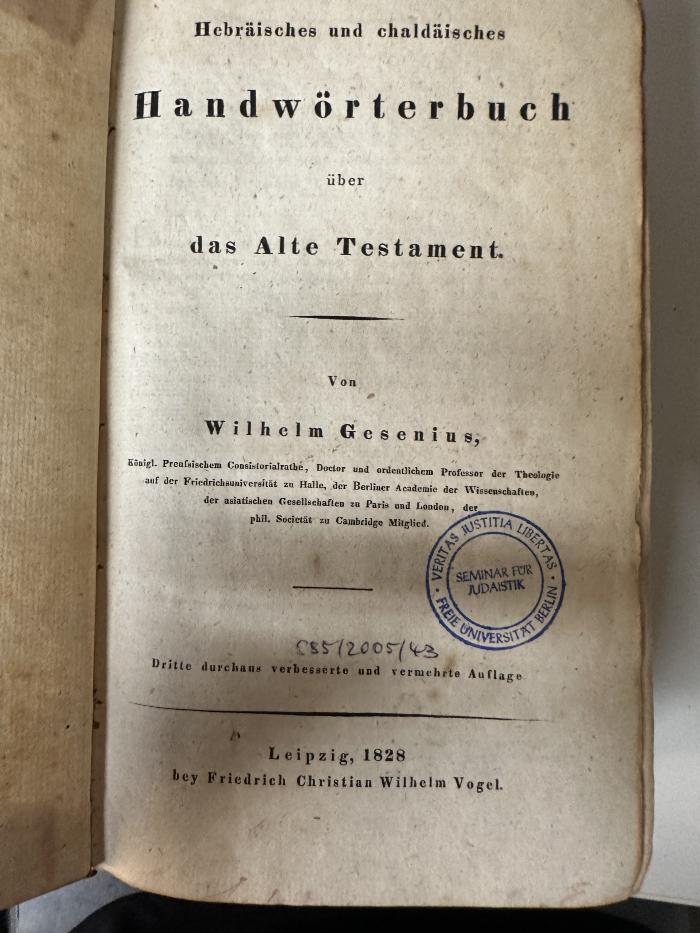 Hebräisches und chaldäisches
Handwörterbuch
über
das Alte Testament.
Von
Wilhelm Gesenius,
Königl. Preuſsischem Consistorialrathe, Doctor und ordentlichem Professor der Theologie
auf der Friedrichsuniversität zu Halle, der Berliner Academie der Wissenschaften,
der asiatischen Gesellschaften zu Paris und London, der
phil. Societät zu Cambridge Mitglied.
· VERITAS JUSTITIA LIBERTAS ·
SEMINAR FÜR
JUDAISTIK
FREIE UNIVERSITÄT BERLIN
/2005/43
Dritte durchaus verbesserte und vermehrte Auflage
Leipzig, 1828
bey Friedrich Christian Wilhelm Vogel.